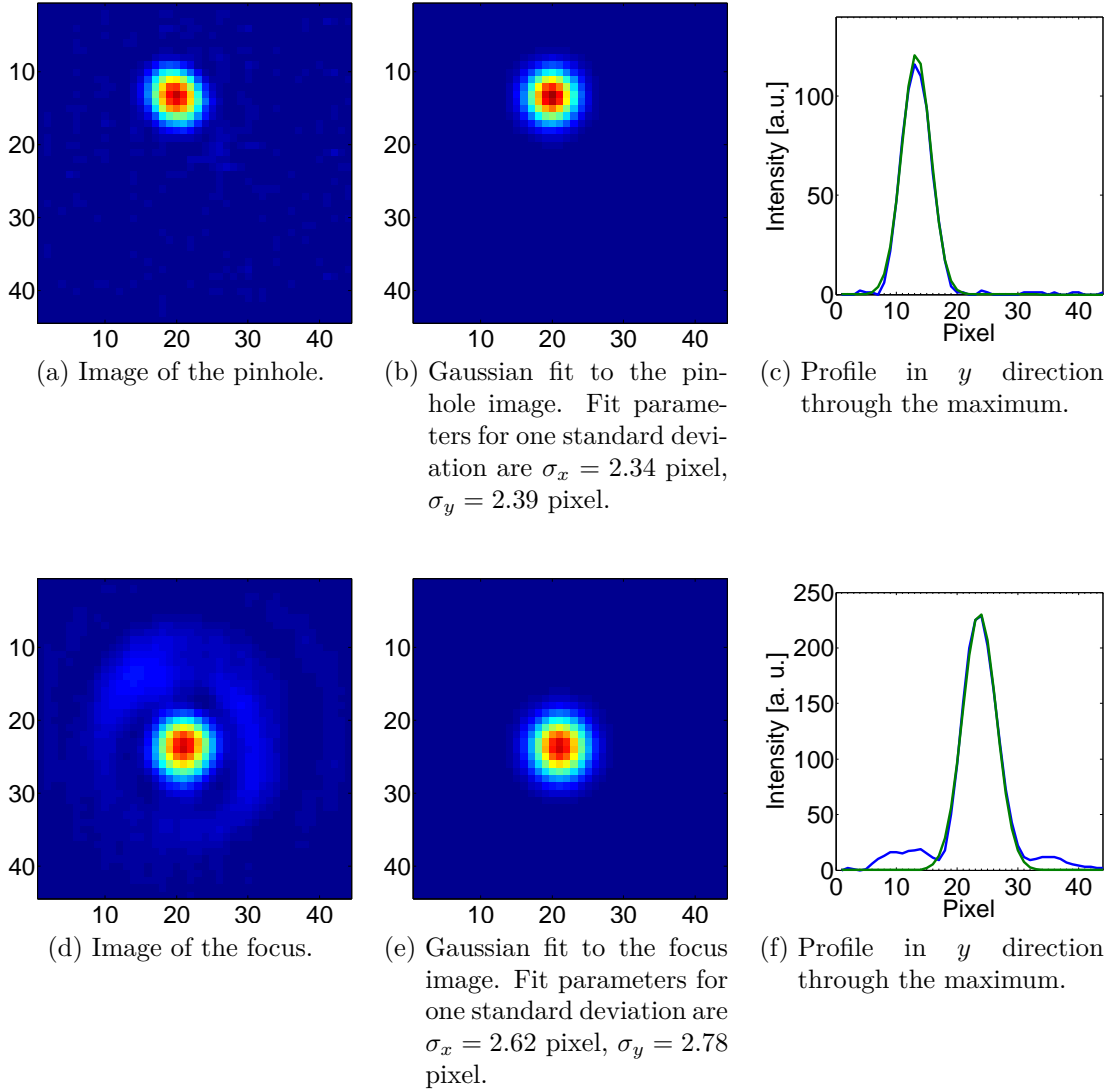 10
20
30
40
10 20 30 40
(a) Image of the pinhole.
10
20
30
40
10 20 30 40
(b) Gaussian fit to the pin-
hole image. Fit parame-
ters for one standard devi-
ation are σx = 2.34 pixel,
σy = 2.39 pixel.
Intensity [a.u.]
100
50
0
0 10 20 30 40
Pixel
(c) Profile in y direction
through the maximum.
10
20
30
40
10 20 30 40
(d) Image of the focus.
10
20
30
40
10 20 30 40
(e) Gaussian fit to the focus
image. Fit parameters for
one standard deviation are
σx = 2.62 pixel, σy = 2.78
pixel.
Intensity [a. u.]
250
200
150
100
50
0
0 10 20 30 40
Pixel
(f) Profile in y direction
through the maximum.